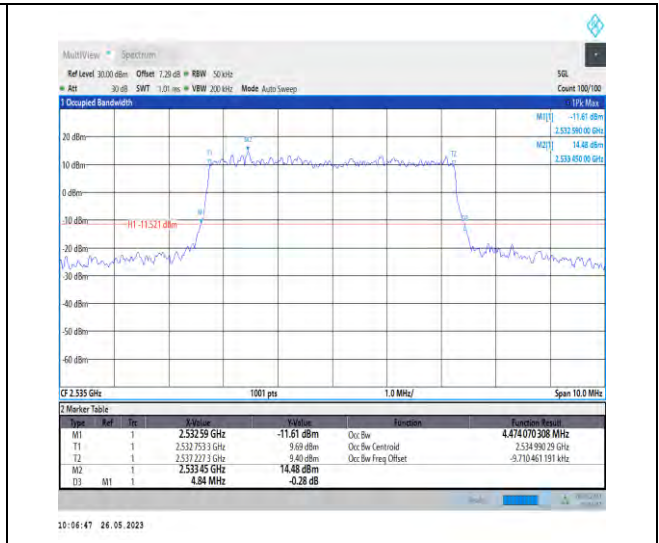 MultiView Spectrum
Ref Level 30.00 dBm Offset 7.29 dB RBW 50 kHz SGL
Att 30 dB SWT 1.01 ms VBW 200 kHz Mode Auto Sweep Count 100/100
1 Occupied Bandwidth 1Pk Max
M1[1] -11.61 dBm
2.532 590 00 GHz
M2[1] 14.48 dBm
2.533 450 00 GHz
20 dBm
M2
T1 T2
10 dBm
0 dBm
M1
-10 dBm
H1 -11.521 dBm
-20 dBm
-30 dBm
-40 dBm
-50 dBm
-60 dBm
CF 2.535 GHz 1001 pts 1.0 MHz/ Span 10.0 MHz
2 Marker Table
Type Ref Trc X-Value Y-Value Function Function Result
M1 1 2.53259 GHz -11.61 dBm Occ Bw 4.474 070 308 MHz
T1 1 2.532 753 3 GHz 9.69 dBm Occ Bw Centroid 2.534 990 29 GHz
T2 1 2.537 227 3 GHz 9.40 dBm Occ Bw Freq Offset -9.710 461 191 kHz
M2 1 2.53345 GHz 14.48 dBm
D3 M1 1 4.84 MHz -0.28 dB
10:06:47 26.05.2023